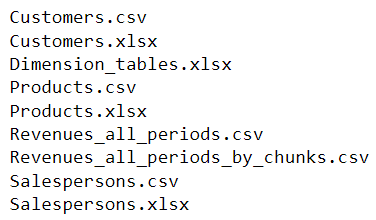 Customers.csv
Customers.xlsx
Dimension_tables.xlsx
Products.csv
Products.xlsx
Revenues_all_periods.csv
Revenues_all_periods_by_chunks.csv
Salespersons.csv
Salespersons.xlsx